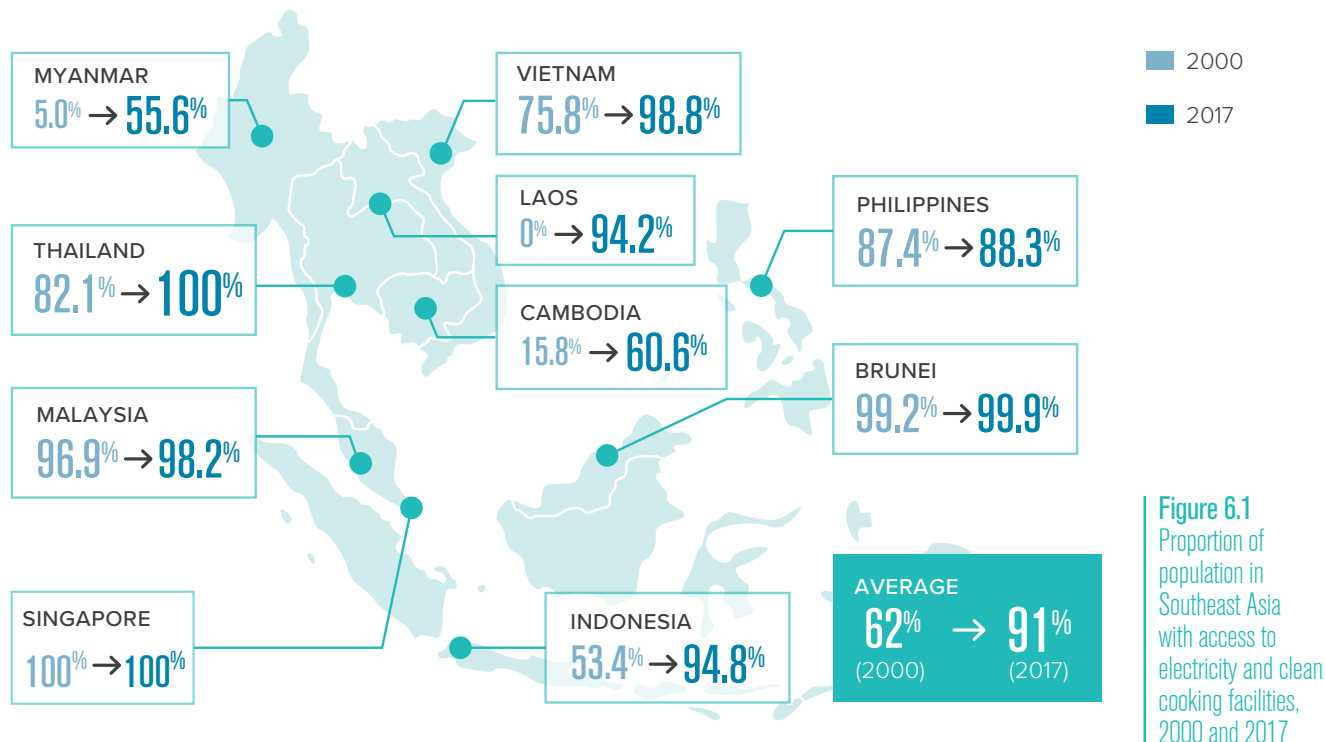 MYANMAR
5.0% → 55.6%
VIETNAM
75.8% → 98.8%
2000
2017
LAOS
0% → 94.2%
PHILIPPINES
87.4% → 88.3%
THAILAND
82.1% → 100%
CAMBODIA
15.8% → 60.6%
BRUNEI
99.2% → 99.9%
MALAYSIA
96.9% → 98.2%
SINGAPORE
100% → 100%
INDONESIA
53.4% → 94.8%
AVERAGE
62% → 91%
(2000) (2017)
Figure 6.1
Proportion of
population in
Southeast Asia
with access to
electricity and clean
cooking facilities,
2000 and 2017